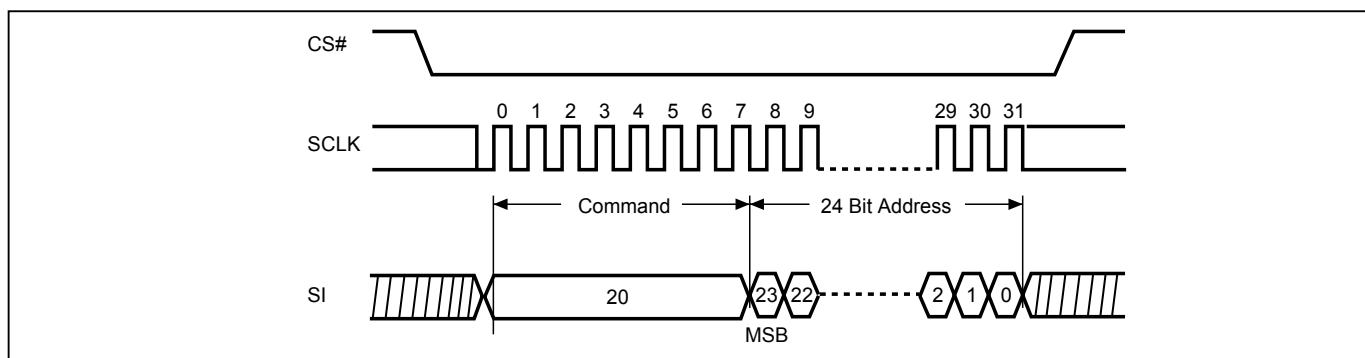 CS#
0 1 2 3 4 5 6 7 8 9 29 30 31
SCLK
Command 24 Bit Address
SI 20 23 22 2 1 0
MSB